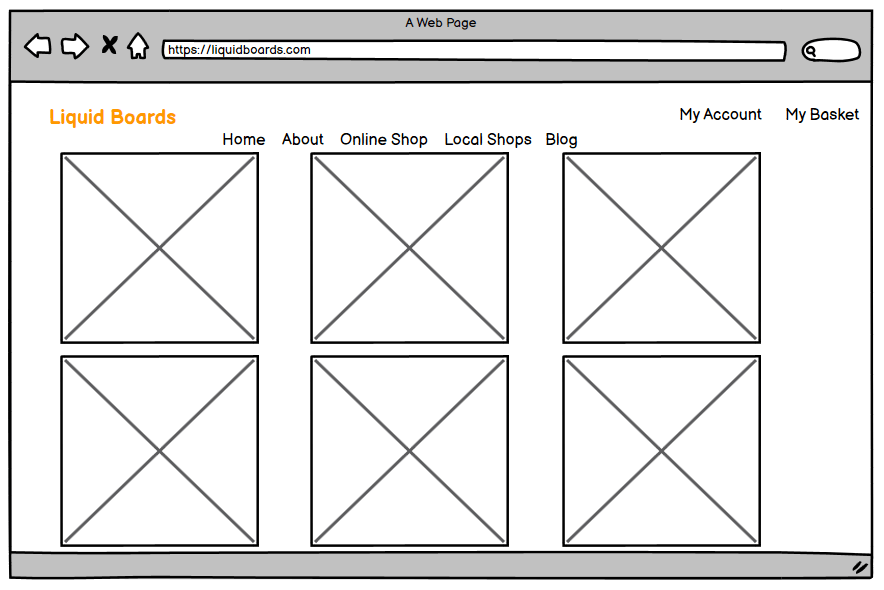 A Web Page
https://liquidboards.com
Liquid Boards
My Account My Basket
Home About Online Shop Local Shops Blog